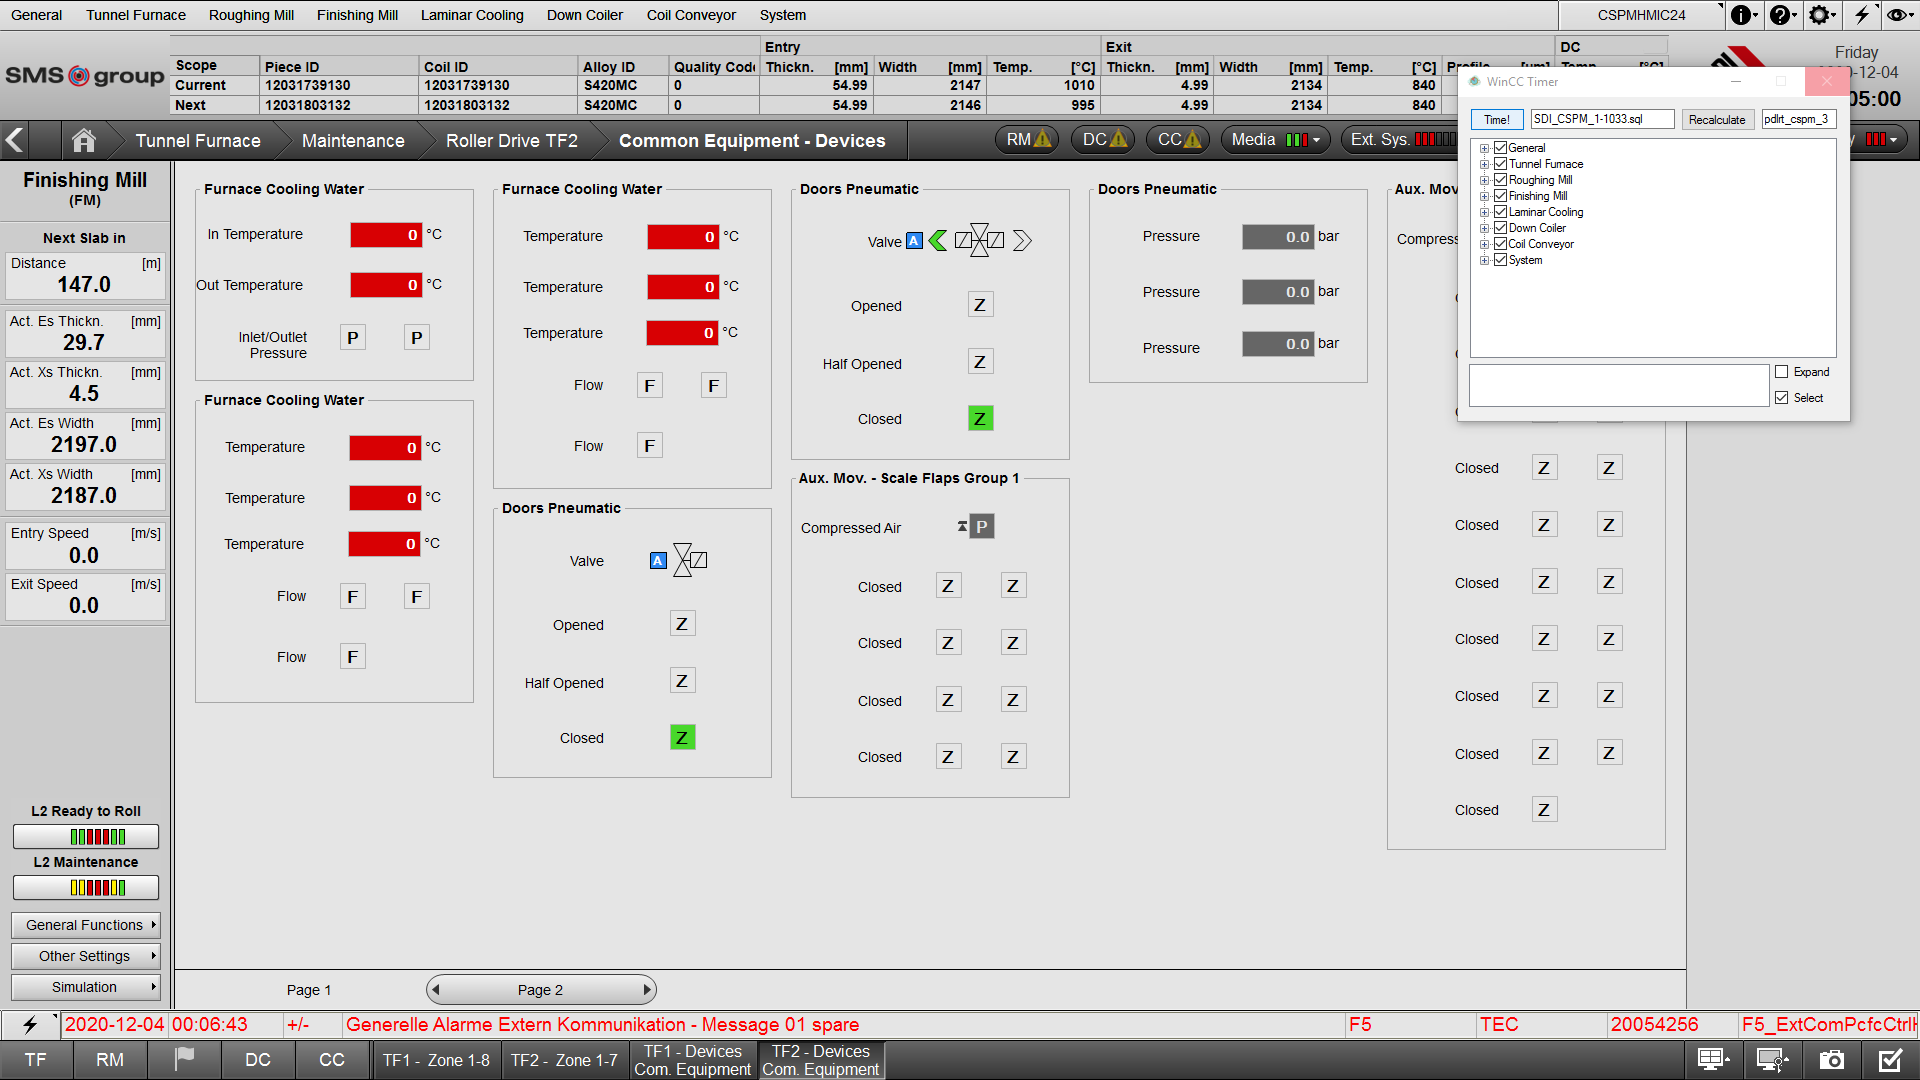 General Tunnel Furnace Roughing Mill Finishing Mill Laminar Cooling Down Coiler Coil Conveyor System CSPMHMIC24
SMS group
Entry Exit DC
Scope Piece ID Coil ID Alloy ID Quality Code Thickn. [mm] Width [mm] Temp. [°C] Thickn. [mm] Width [mm] Temp. [°C]
Current 12031739130 12031739130 S420MC 0 54.99 2147 1010 4.99 2134 840
Next 12031803132 12031803132 S420MC 0 54.99 2146 995 4.99 2134 840
Friday
-12-04
05:00
Tunnel Furnace Maintenance Roller Drive TF2 Common Equipment - Devices RM DC CC Media Ext. Sys.
WinCC Timer
Time! SDI_CSPM_1-1033.sql Recalculate pdlrt_cspm_3
General
Tunnel Furnace
Roughing Mill
Finishing Mill
Laminar Cooling
Down Coiler
Coil Conveyor
System
Expand
Select
Finishing Mill
(FM)
Next Slab in
Distance [m]
147.0
Act. Es Thickn. [mm]
29.7
Act. Xs Thickn. [mm]
4.5
Act. Es Width [mm]
2197.0
Act. Xs Width [mm]
2187.0
Entry Speed [m/s]
0.0
Exit Speed [m/s]
0.0
L2 Ready to Roll
L2 Maintenance
General Functions
Other Settings
Simulation
Furnace Cooling Water
In Temperature 0 °C
Out Temperature 0 °C
Inlet/Outlet
Pressure P P
Furnace Cooling Water
Temperature 0 °C
Temperature 0 °C
Temperature 0 °C
Flow F F
Flow F
Furnace Cooling Water
Temperature 0 °C
Temperature 0 °C
Temperature 0 °C
Flow F F
Flow F
Doors Pneumatic
Valve A
Opened Z
Half Opened Z
Closed Z
Doors Pneumatic
Valve A
Opened Z
Half Opened Z
Closed Z
Aux. Mov. - Scale Flaps Group 1
Compressed Air P
Closed Z Z
Closed Z Z
Closed Z Z
Closed Z Z
Doors Pneumatic
Pressure 0.0 bar
Pressure 0.0 bar
Pressure 0.0 bar
Aux. Mov
Compress
Closed Z Z
Closed Z Z
Closed Z Z
Closed Z Z
Closed Z Z
Closed Z Z
Closed Z
Page 1 Page 2
2020-12-04 00:06:43 +/- Generelle Alarme Extern Kommunikation - Message 01 spare F5 TEC 20054256 F5_ExtComPcfcCtrl
TF RM DC CC TF1 - Zone 1-8 TF2 - Zone 1-7 TF1 - Devices
Com. Equipment TF2 - Devices
Com. Equipment